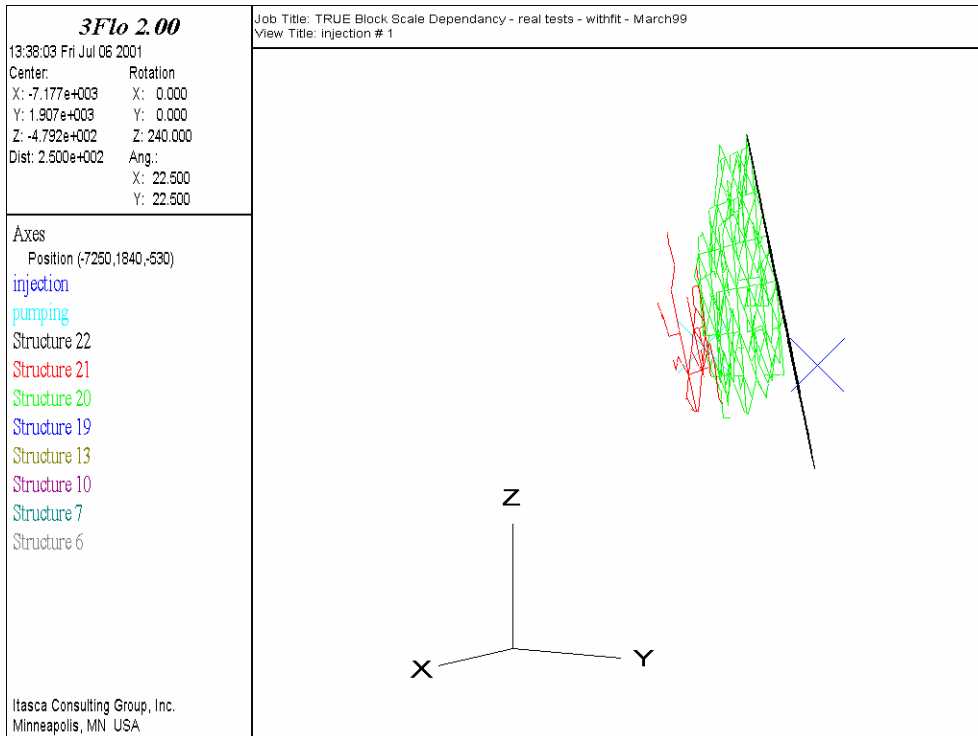 3Flo 2.00
Job Title: TRUE Block Scale Dependancy - real tests - withfit - March99
View Title: injection # 1
13:38:03 Fri Jul 06 2001
Center: Rotation
X: -7.177e+003 X: 0.000
Y: 1.907e+003 Y: 0.000
Z: -4.792e+002 Z: 240.000
Dist: 2.500e+002 Ang.:
X: 22.500
Y: 22.500
Axes
Position (-7250,1840,-530)
injection
pumping
Structure 22
Structure 21
Structure 20
Structure 19
Structure 13
Structure 10
Structure 7
Structure 6
Itasca Consulting Group, Inc.
Minneapolis, MN USA
Z
X
Y